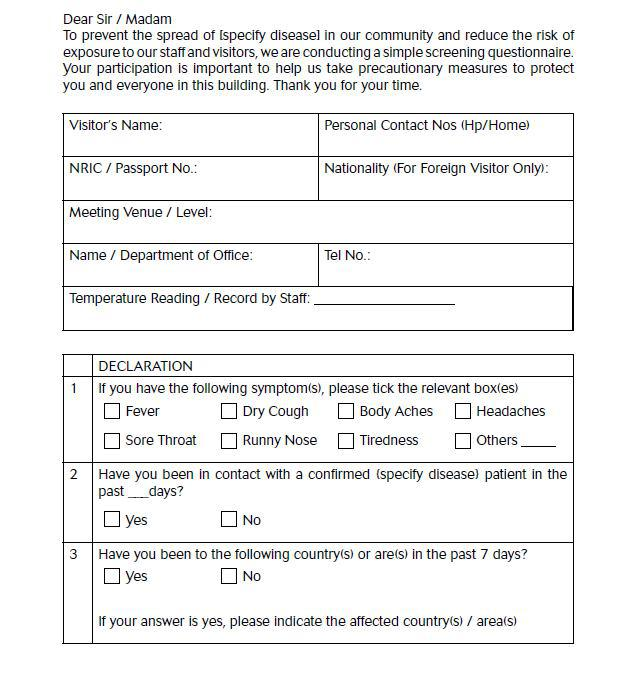 Dear Sir / Madam
To prevent the spread of [specify disease] in our community and reduce the risk of
exposure to our staff and visitors, we are conducting a simple screening questionnaire.
Your participation is important to help us take precautionary measures to protect
you and everyone in this building. Thank you for your time.
Visitor's Name: Personal Contact Nos (Hp/Home)
NRIC / Passport No.: Nationality (For Foreign Visitor Only):
Meeting Venue / Level:
Name / Department of Office: Tel No.:
Temperature Reading / Record by Staff: ____________________
DECLARATION
1 If you have the following symptom(s), please tick the relevant box(es)
Fever Dry Cough Body Aches Headaches
Sore Throat Runny Nose Tiredness Others _____
2 Have you been in contact with a confirmed (specify disease) patient in the
past ___days?
Yes No
3 Have you been to the following country(s) or are(s) in the past 7 days?
Yes No
If your answer is yes, please indicate the affected country(s) / area(s)